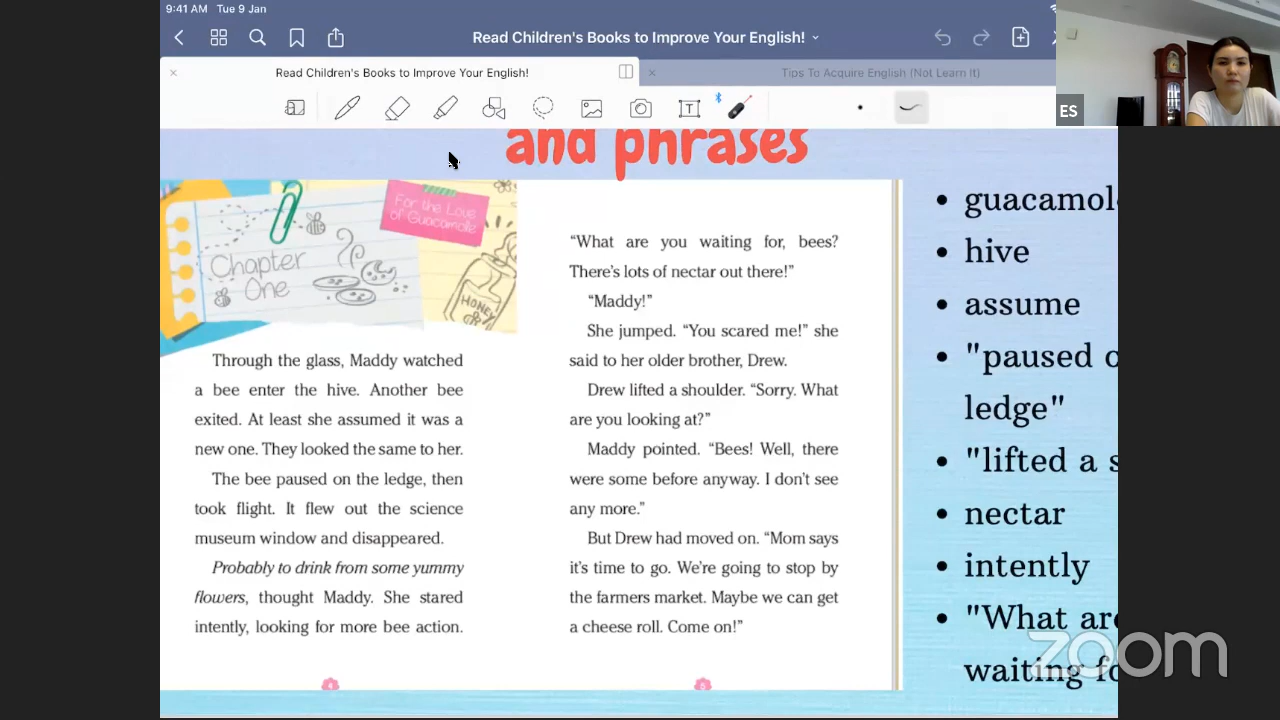 9:41 AM Tue 9 Jan
Read Children's Books to Improve Your English!
Read Children's Books to Improve Your English!
Tips To Acquire English (Not Learn It)
ES
and phrases
For the Love
of Guacamole
Chapter
One
HONEY
Through the glass, Maddy watched
a bee enter the hive. Another bee
exited. At least she assumed it was a
new one. They looked the same to her.
The bee paused on the ledge, then
took flight. It flew out the science
museum window and disappeared.
Probably to drink from some yummy
flowers, thought Maddy. She stared
intently, looking for more bee action.
4
“What are you waiting for, bees?
There’s lots of nectar out there!”
“Maddy!”
She jumped. “You scared me!” she
said to her older brother, Drew.
Drew lifted a shoulder. “Sorry. What
are you looking at?”
Maddy pointed. “Bees! Well, there
were some before anyway. I don’t see
any more.”
But Drew had moved on. “Mom says
it’s time to go. We’re going to stop by
the farmers market. Maybe we can get
a cheese roll. Come on!”
5
• guacamol
• hive
• assume
• "paused o
ledge"
• "lifted a s
• nectar
• intently
• "What are
waiting fo
zoom